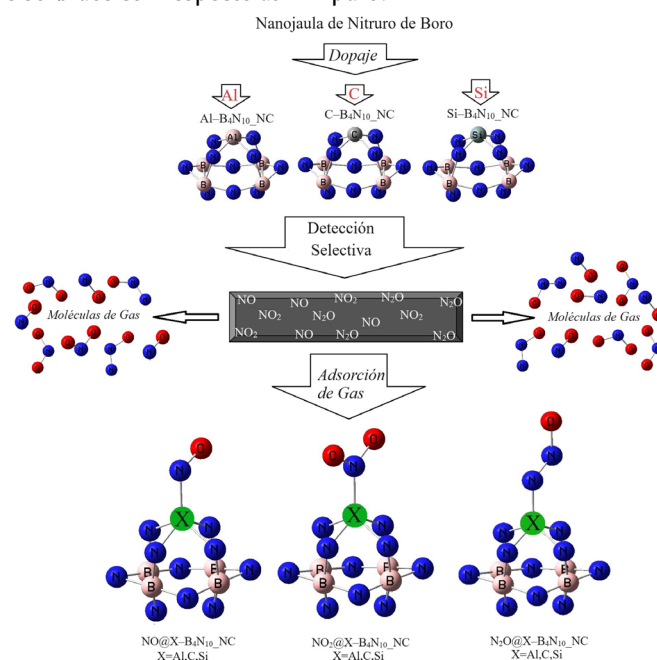 Nanojaula de Nitruro de Boro
Dopaje
Al C Si
Al–B₄N₁₀_NC C–B₄N₁₀_NC Si–B₄N₁₀_NC
Al C Si
N N N N N N
N N N N N N
B B B B B B
N N N N N N
B B B B B B
N N N N N N
Detección
Selectiva
NO NO NO₂ N₂O N₂O
NO₂ N₂O NO NO₂
NO₂ NO N₂O N₂O
Moléculas de Gas Moléculas de Gas
Adsorción
de Gas
O O O O
N N N N
X X X
N N N N N N
N N N N N N
B B B B
N N N N N N
B B B B B B
N N N N N N
NO@X–B₄N₁₀_NC NO₂@X–B₄N₁₀_NC N₂O@X–B₄N₁₀_NC
X=Al,C,Si X=Al,C,Si X=Al,C,Si